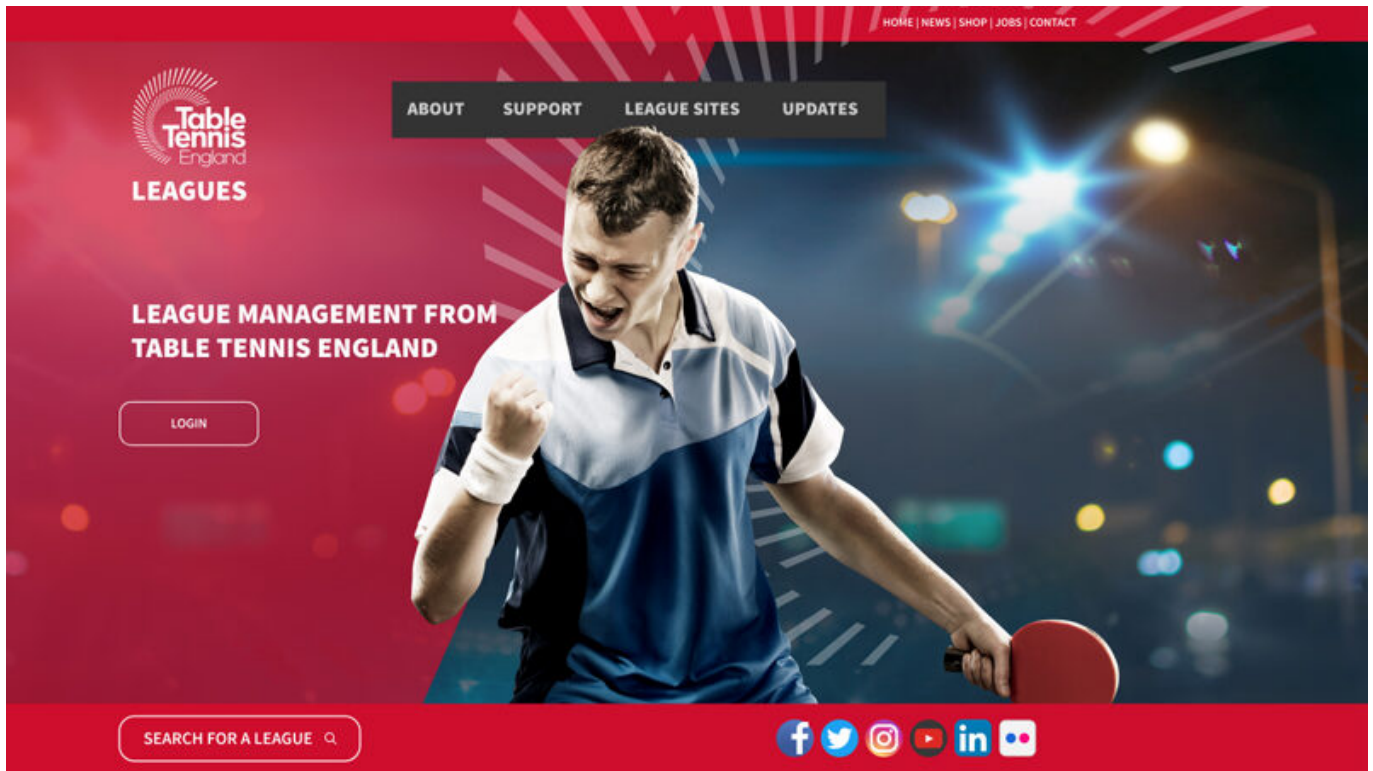 HOME | NEWS | SHOP | JOBS | CONTACT
ABOUT SUPPORT LEAGUE SITES UPDATES
Table
Tennis
England
LEAGUES
LEAGUE MANAGEMENT FROM
TABLE TENNIS ENGLAND
LOGIN
SEARCH FOR A LEAGUE
f in